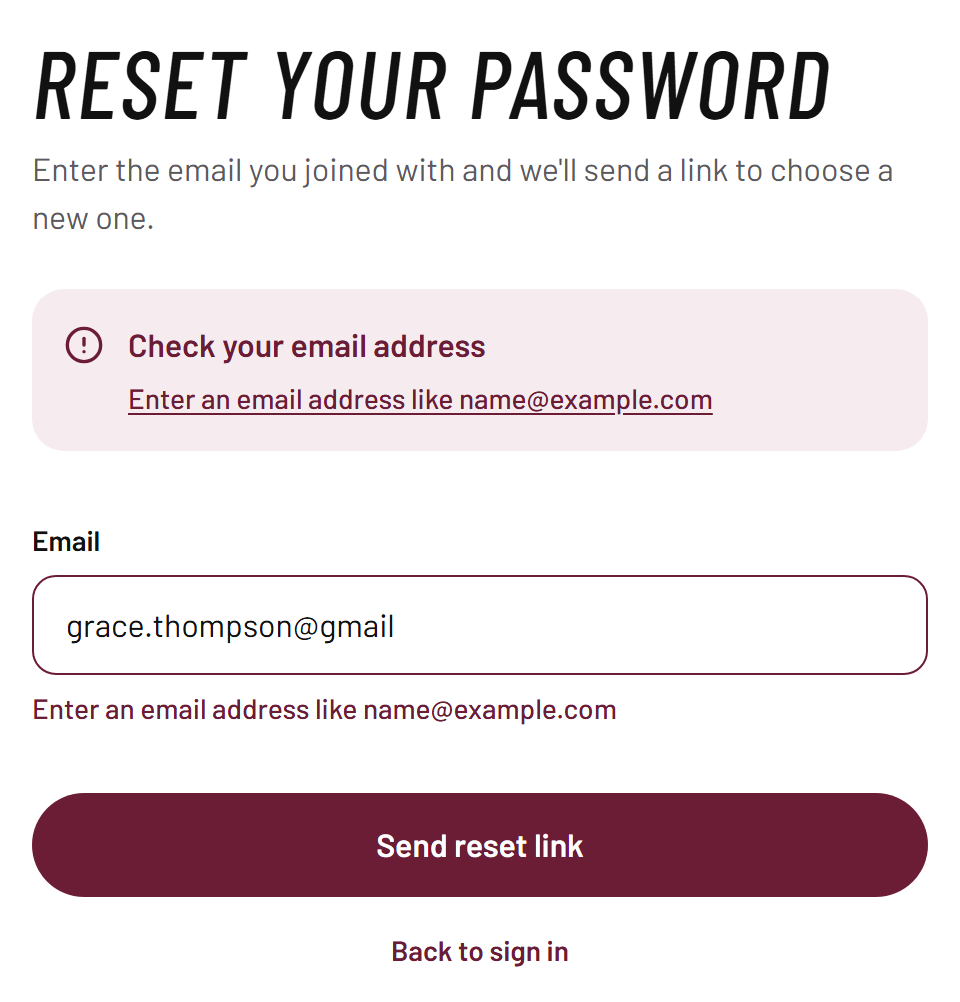 RESET YOUR PASSWORD
Enter the email you joined with and we'll send a link to choose a
new one.
Check your email address
Enter an email address like name@example.com
Email
grace.thompson@gmail
Enter an email address like name@example.com
Send reset link
Back to sign in